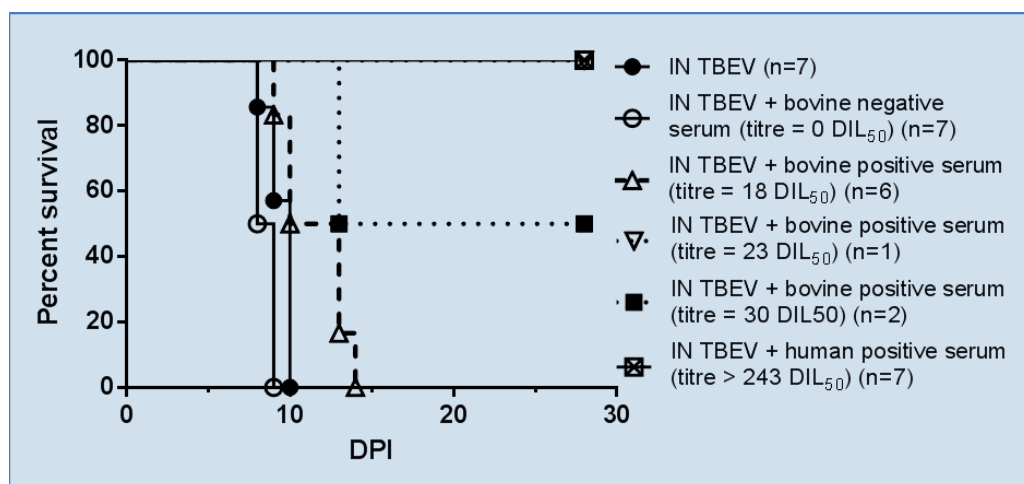 100
80
60
40
20
0
Percent survival
0
10
20
30
DPI
IN TBEV (n=7)
IN TBEV + bovine negative
serum (titre = 0 DIL₅₀) (n=7)
IN TBEV + bovine positive serum
(titre = 18 DIL₅₀) (n=6)
IN TBEV + bovine positive serum
(titre = 23 DIL₅₀) (n=1)
IN TBEV + bovine positive serum
(titre = 30 DIL50) (n=2)
IN TBEV + human positive serum
(titre > 243 DIL₅₀) (n=7)